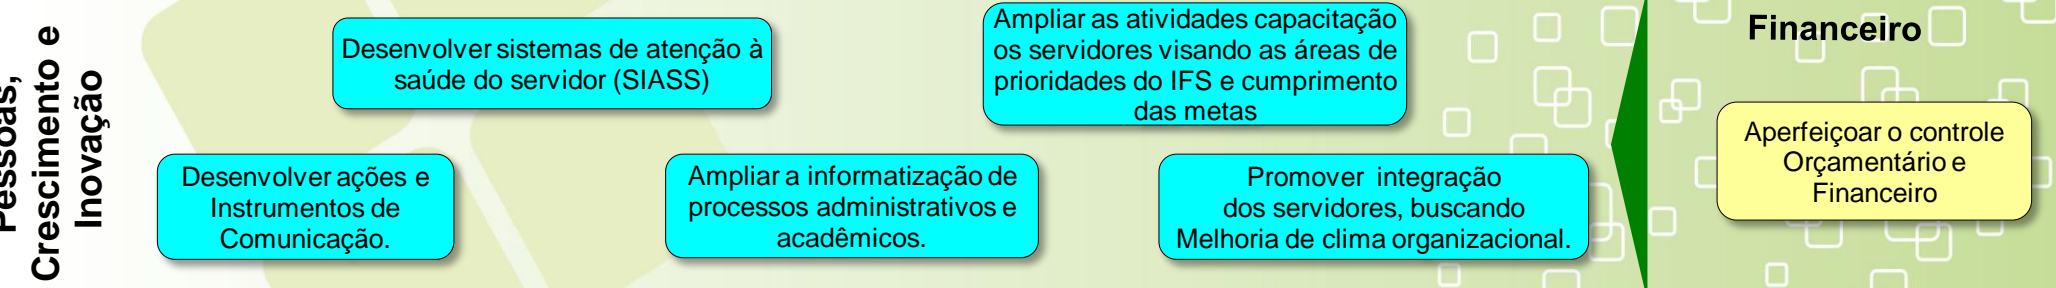 Pessoas,
Crescimento e
Inovação
Desenvolver sistemas de atenção à
saúde do servidor (SIASS)
Ampliar as atividades capacitação
os servidores visando as áreas de
prioridades do IFS e cumprimento
das metas
Desenvolver ações e
Instrumentos de
Comunicação.
Ampliar a informatização de
processos administrativos e
acadêmicos.
Promover integração
dos servidores, buscando
Melhoria de clima organizacional.
Financeiro
Aperfeiçoar o controle
Orçamentário e
Financeiro